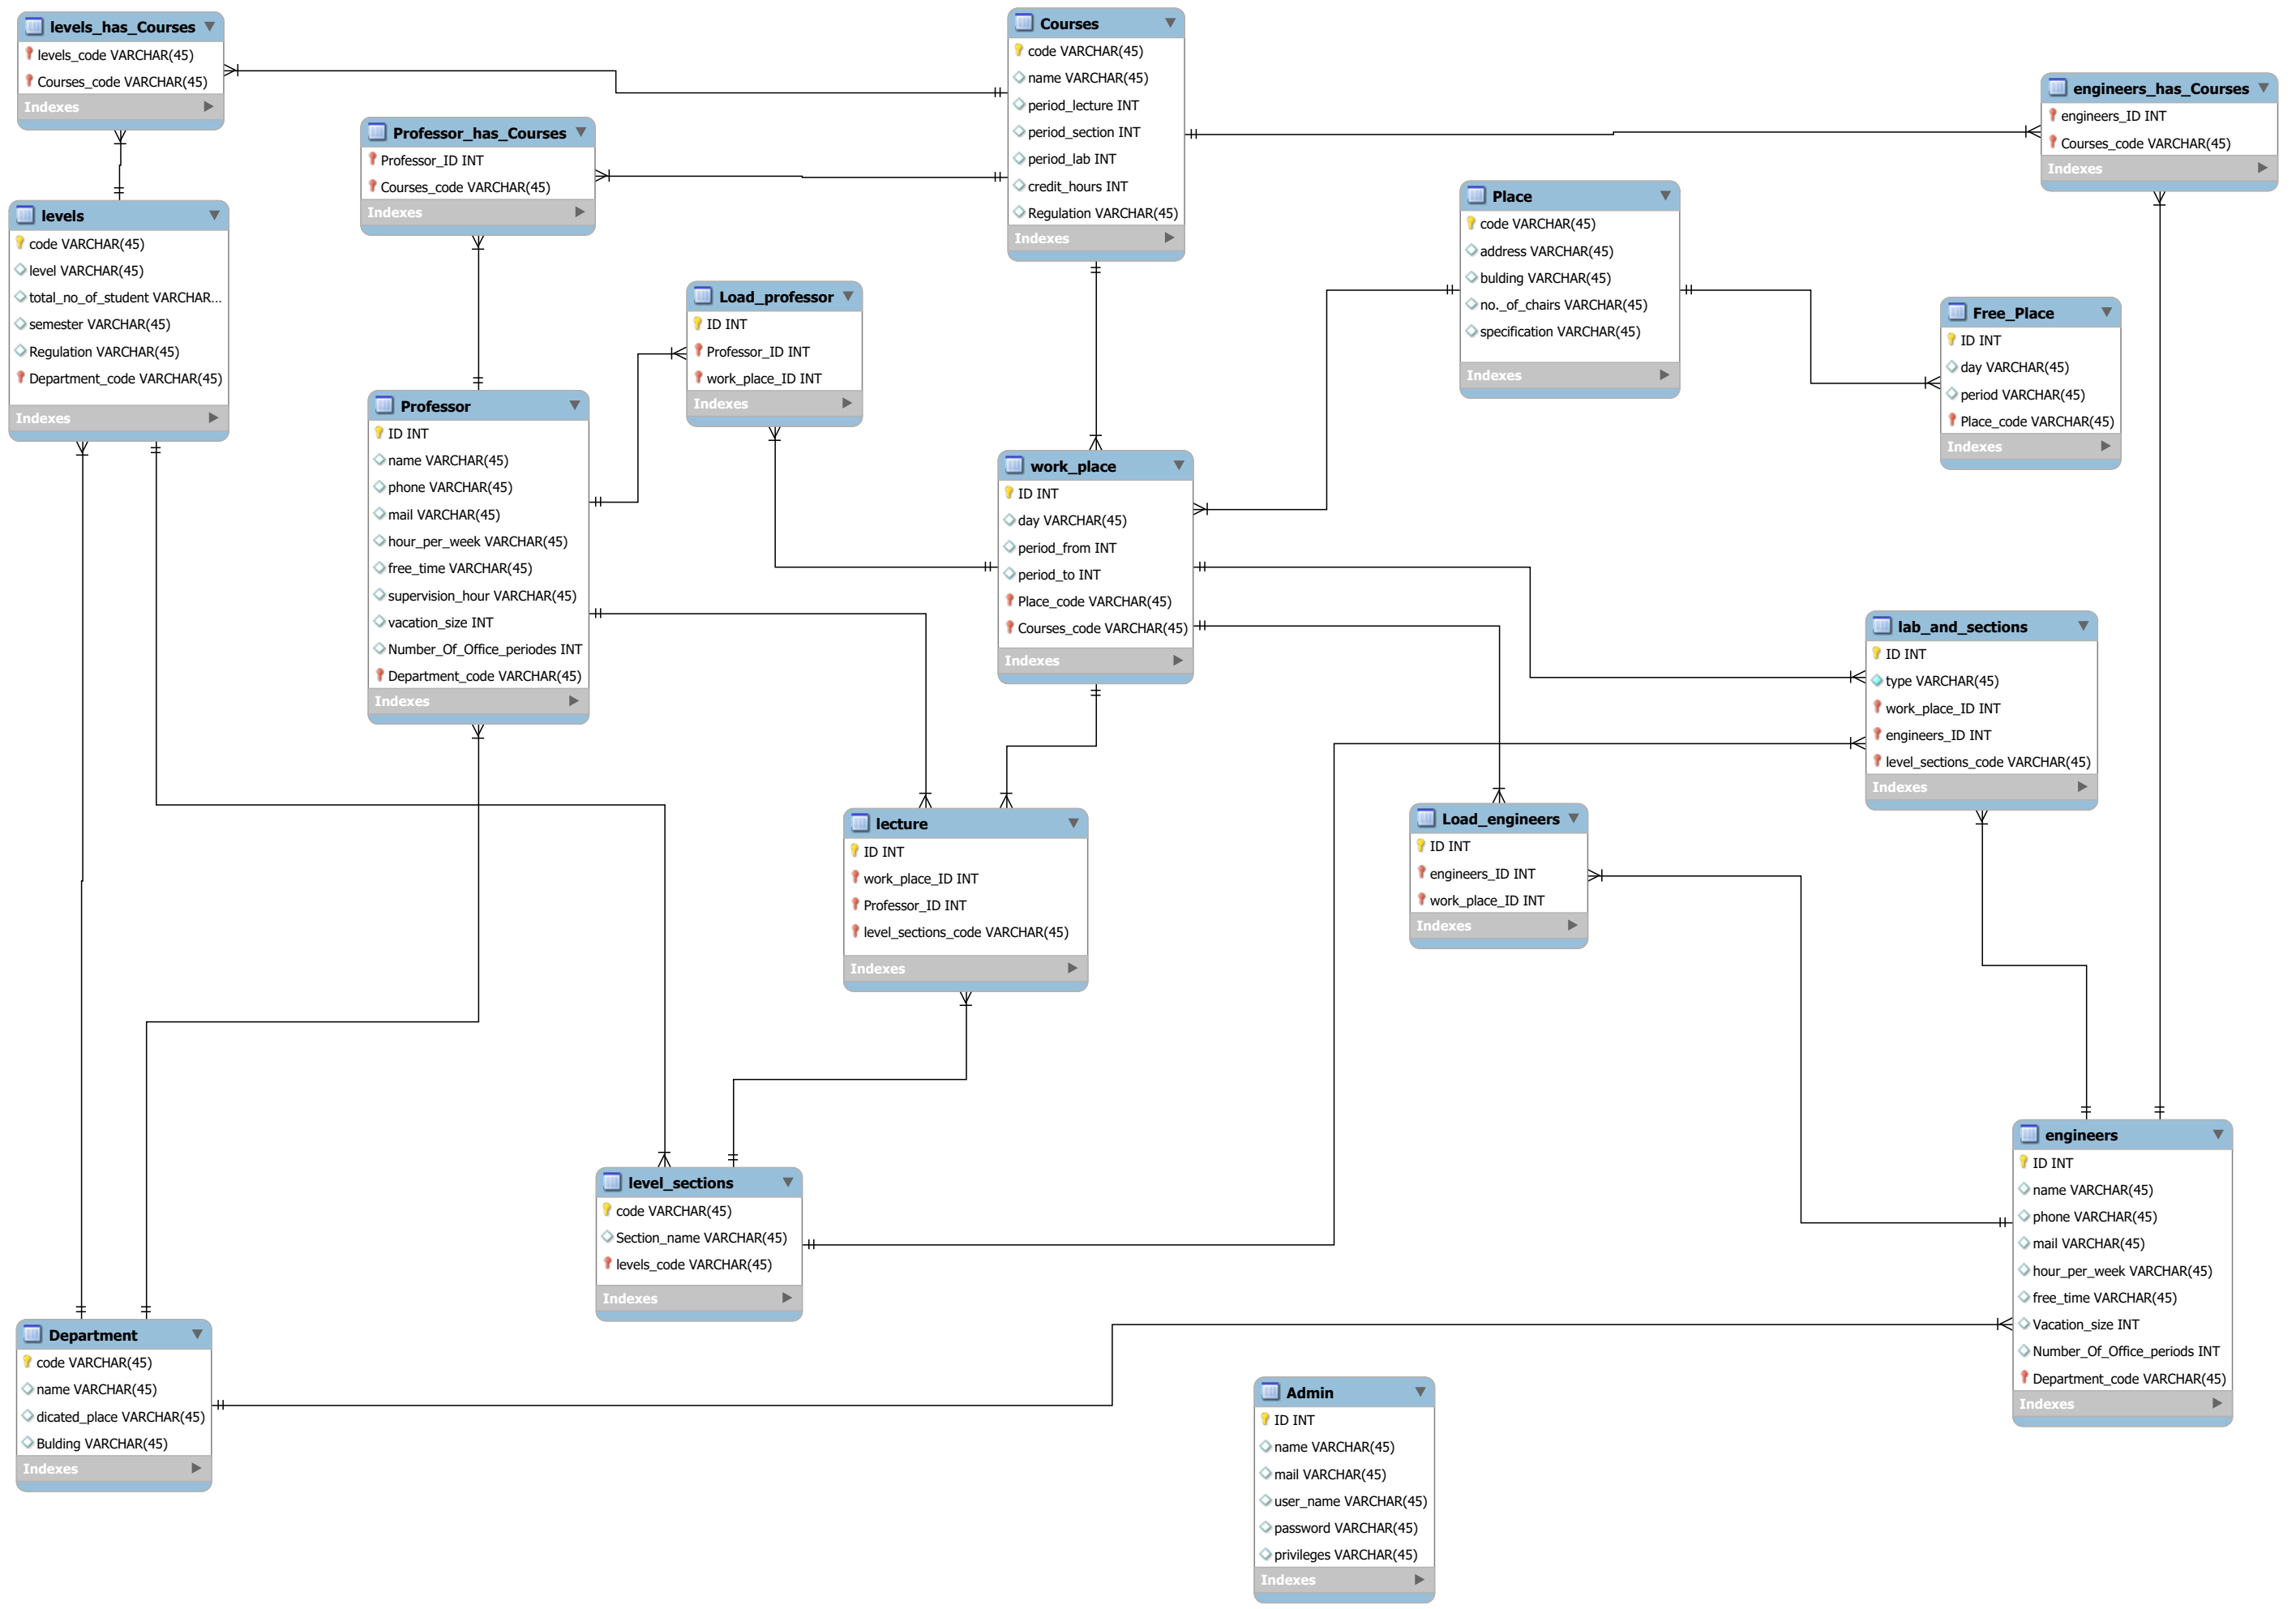 levels_has_Courses
levels_code VARCHAR(45)
Courses_code VARCHAR(45)
Indexes
Courses
code VARCHAR(45)
name VARCHAR(45)
period_lecture INT
period_section INT
period_lab INT
credit_hours INT
Regulation VARCHAR(45)
Indexes
engineers_has_Courses
engineers_ID INT
Courses_code VARCHAR(45)
Indexes
Professor_has_Courses
Professor_ID INT
Courses_code VARCHAR(45)
Indexes
levels
code VARCHAR(45)
level VARCHAR(45)
total_no_of_student VARCHAR...
semester VARCHAR(45)
Regulation VARCHAR(45)
Department_code VARCHAR(45)
Indexes
Place
code VARCHAR(45)
address VARCHAR(45)
bulding VARCHAR(45)
no._of_chairs VARCHAR(45)
specification VARCHAR(45)
Indexes
Load_professor
ID INT
Professor_ID INT
work_place_ID INT
Indexes
Free_Place
ID INT
day VARCHAR(45)
period VARCHAR(45)
Place_code VARCHAR(45)
Indexes
Professor
ID INT
name VARCHAR(45)
phone VARCHAR(45)
mail VARCHAR(45)
hour_per_week VARCHAR(45)
free_time VARCHAR(45)
supervision_hour VARCHAR(45)
vacation_size INT
Number_Of_Office_periodes INT
Department_code VARCHAR(45)
Indexes
work_place
ID INT
day VARCHAR(45)
period_from INT
period_to INT
Place_code VARCHAR(45)
Courses_code VARCHAR(45)
Indexes
lab_and_sections
ID INT
type VARCHAR(45)
work_place_ID INT
engineers_ID INT
level_sections_code VARCHAR(45)
Indexes
lecture
ID INT
work_place_ID INT
Professor_ID INT
level_sections_code VARCHAR(45)
Indexes
Load_engineers
ID INT
engineers_ID INT
work_place_ID INT
Indexes
level_sections
code VARCHAR(45)
Section_name VARCHAR(45)
levels_code VARCHAR(45)
Indexes
engineers
ID INT
name VARCHAR(45)
phone VARCHAR(45)
mail VARCHAR(45)
hour_per_week VARCHAR(45)
free_time VARCHAR(45)
Vacation_size INT
Number_Of_Office_periods INT
Department_code VARCHAR(45)
Indexes
Department
code VARCHAR(45)
name VARCHAR(45)
dicated_place VARCHAR(45)
Bulding VARCHAR(45)
Indexes
Admin
ID INT
name VARCHAR(45)
mail VARCHAR(45)
user_name VARCHAR(45)
password VARCHAR(45)
privileges VARCHAR(45)
Indexes